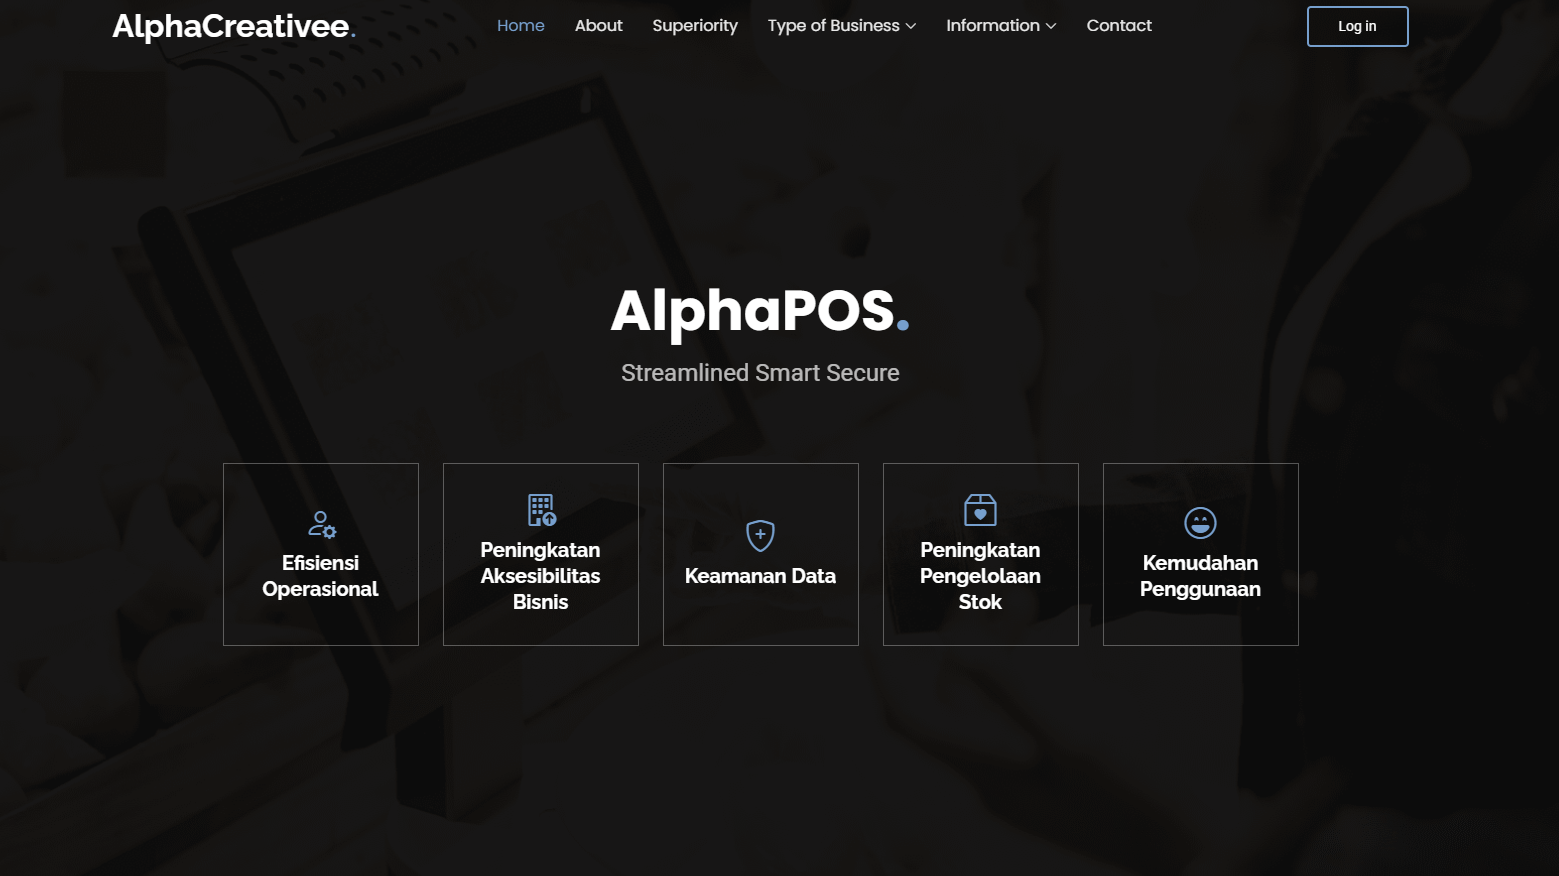 AlphaCreativee.
Home About Superiority Type of Business Information Contact
Log in
AlphaPOS.
Streamlined Smart Secure
Efisiensi
Operasional
Peningkatan
Aksesibilitas
Bisnis
Keamanan Data
Peningkatan
Pengelolaan
Stok
Kemudahan
Penggunaan